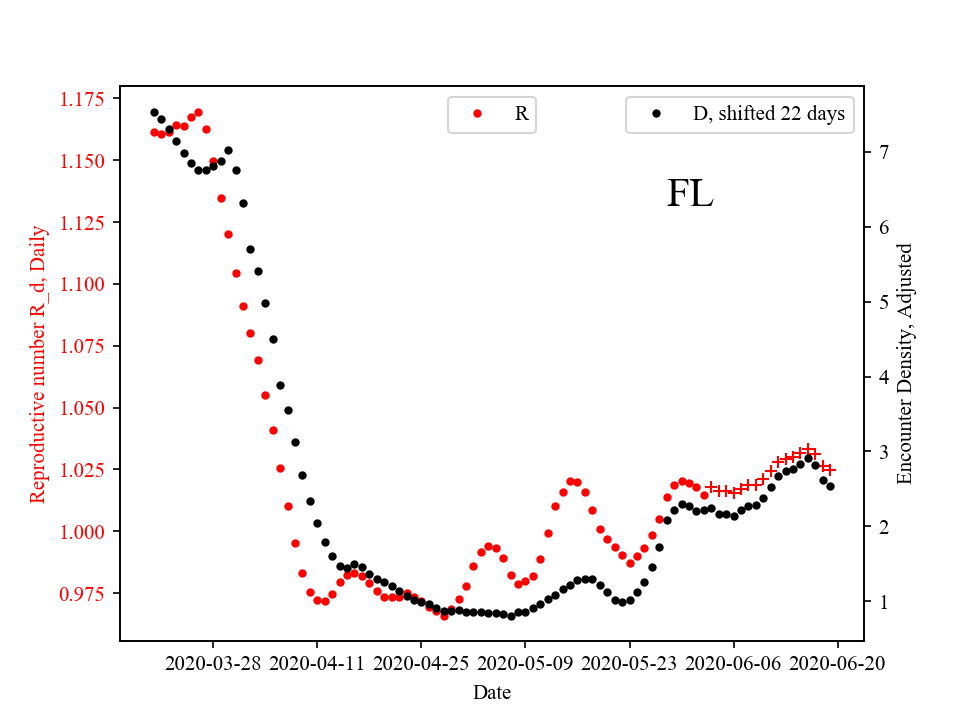 R
D, shifted 22 days
FL
Reproductive number R_d, Daily
1.175
1.150
1.125
1.100
1.075
1.050
1.025
1.000
0.975
7
6
5
4
3
2
1
Encounter Density, Adjusted
2020-03-28 2020-04-11 2020-04-25 2020-05-09 2020-05-23 2020-06-06 2020-06-20
Date